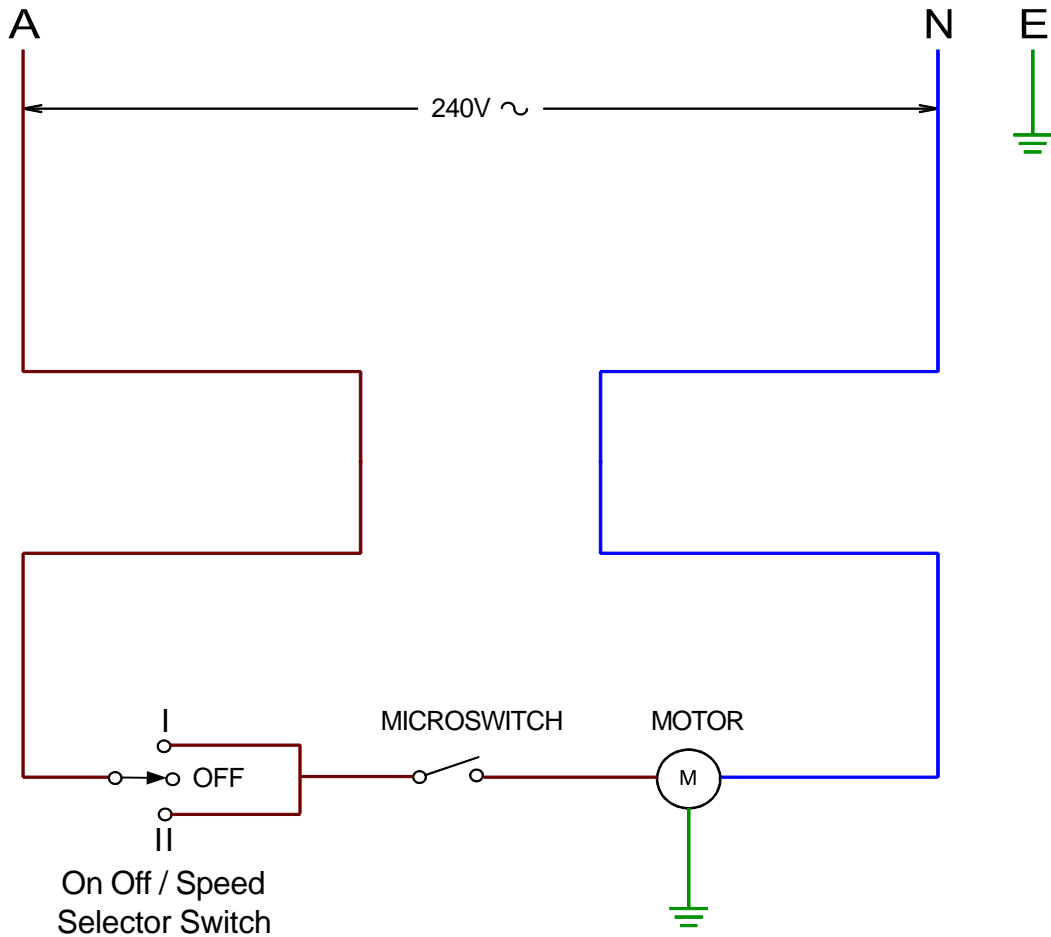 A N E
240V ~
I MICROSWITCH MOTOR
OFF M
II
On Off / Speed
Selector Switch